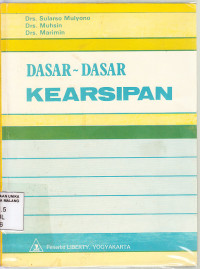 Drs. Sularso Mulyono
Drs. Muhsin
Drs. Marimin
DASAR-DASAR
KEARSIPAN
Penerbit LIBERTY, YOGYAKARTA